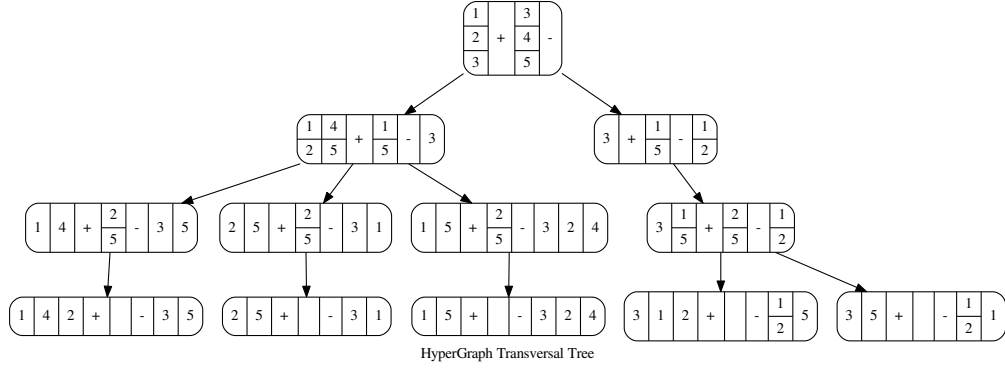 1 3
2 + 4 -
3 5
1 4 1
+ - 3
2 5 5
1 1
3 + - 
5 2
2
1 4 + - 3 5
5
2
2 5 + - 3 1
5
2
1 5 + - 3 2 4
5
1 2 1
3 + -
5 5 2
1 4 2 + - 3 5
2 5 + - 3 1
1 5 + - 3 2 4
1
3 1 2 + - 5
2
1
3 5 + - 1
2
HyperGraph Transversal Tree